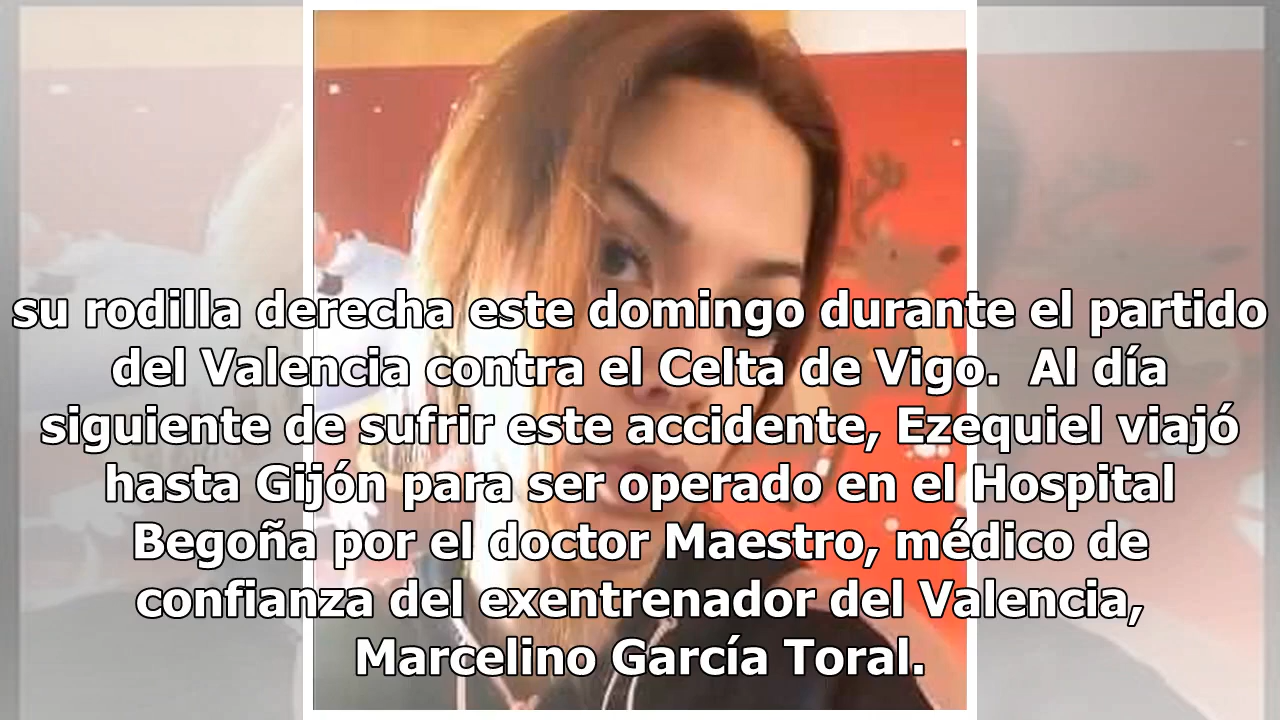 su rodilla derecha este domingo durante el partido
del Valencia contra el Celta de Vigo. Al día
siguiente de sufrir este accidente, Ezequiel viajó
hasta Gijón para ser operado en el Hospital
Begoña por el doctor Maestro, médico de
confianza del exentrenador del Valencia,
Marcelino García Toral.